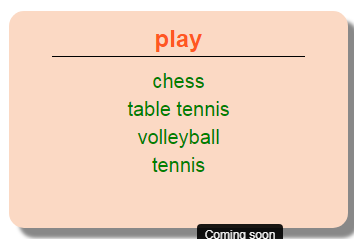 play
chess
table tennis
volleyball
tennis
Coming soon